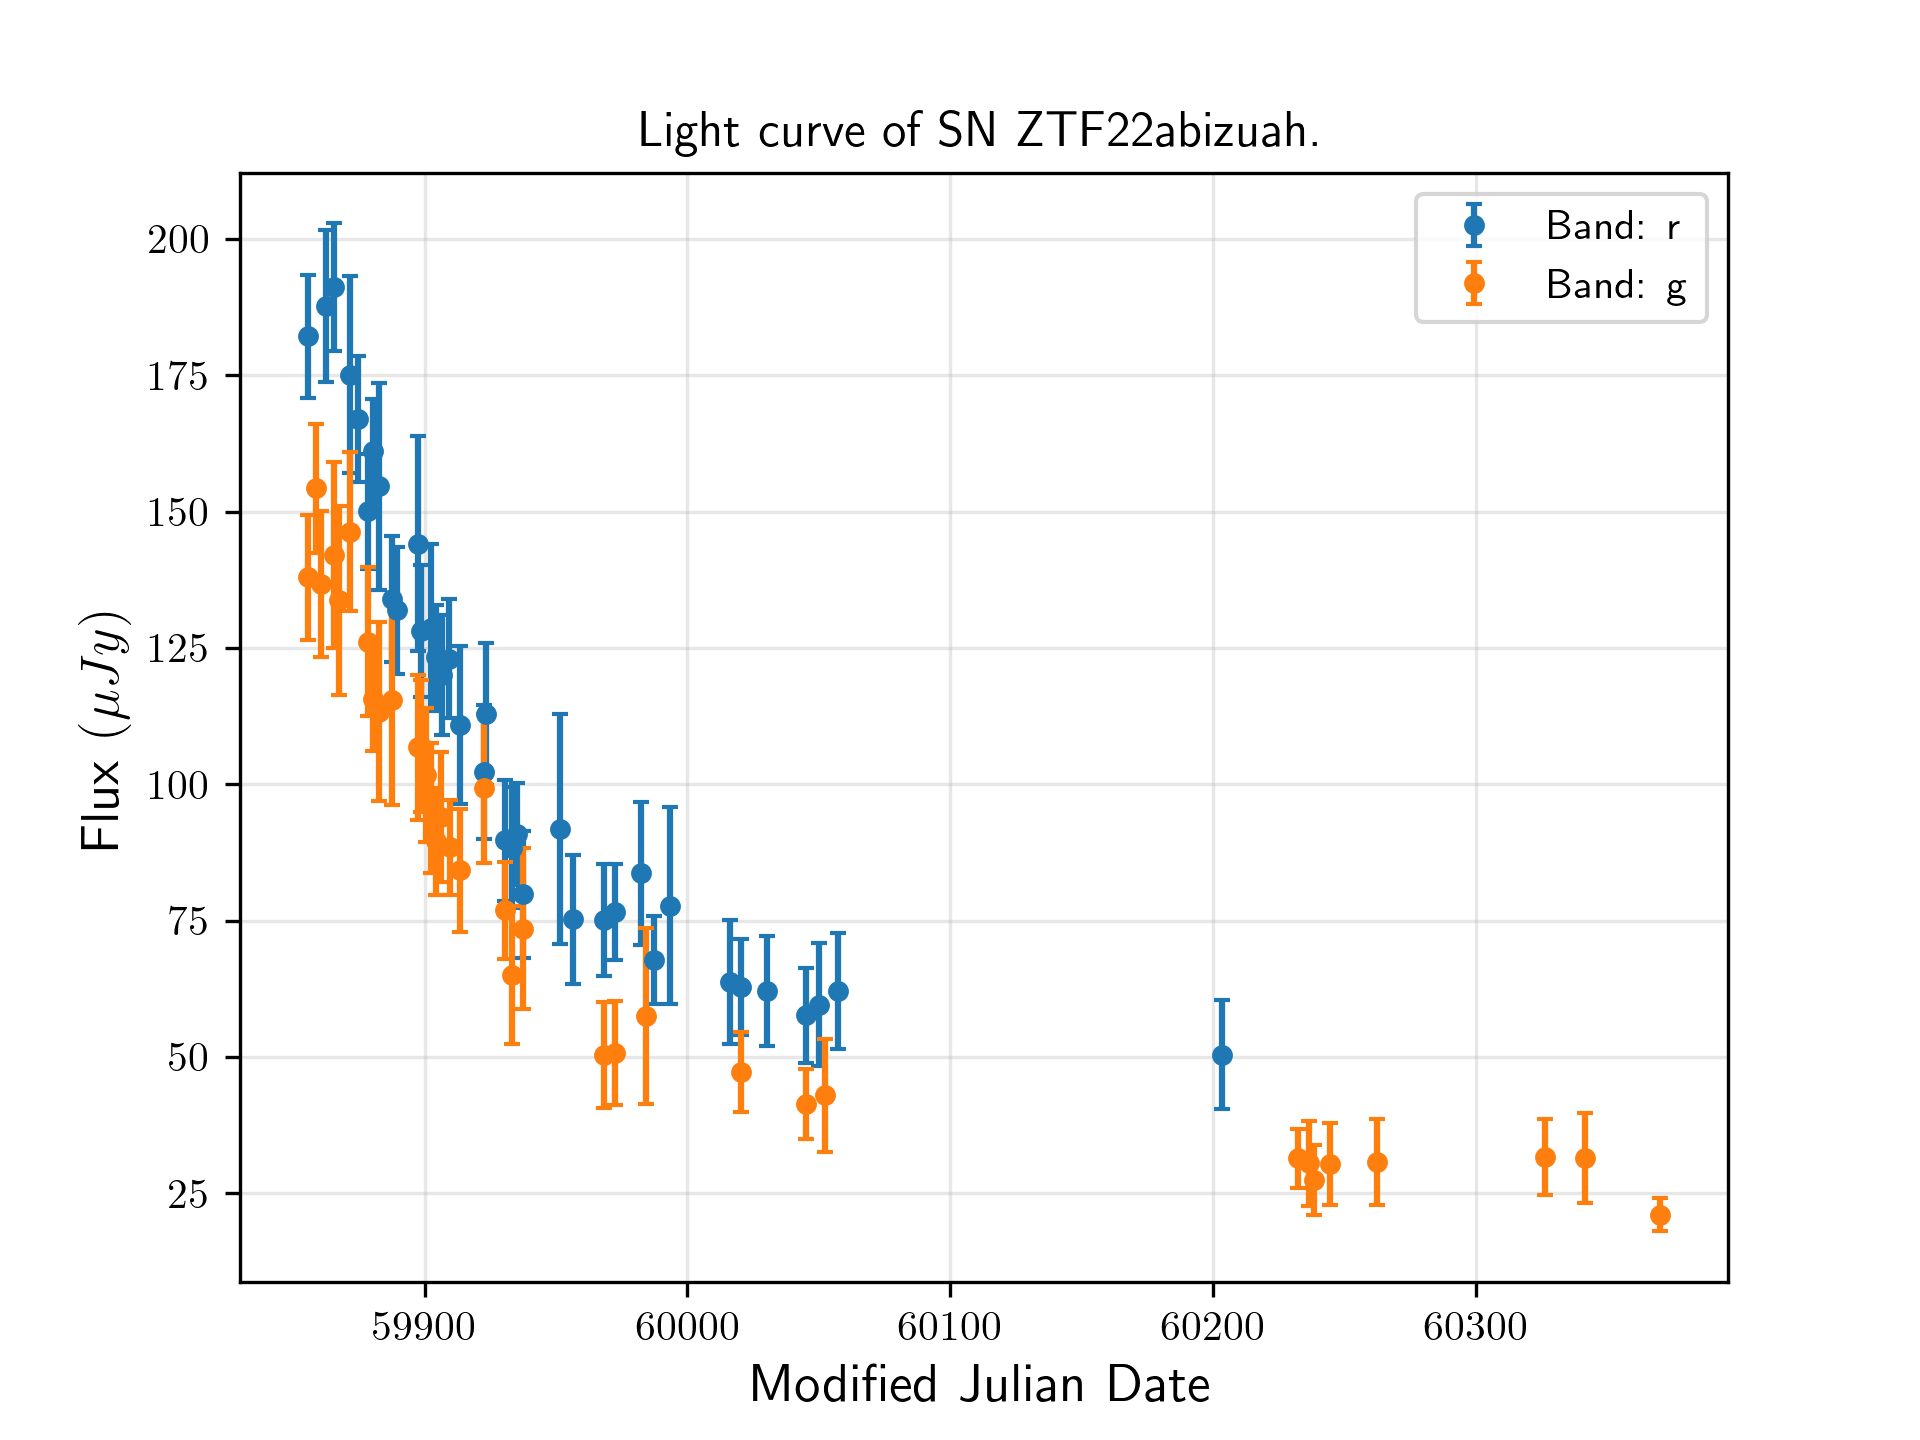 Light curve of SN ZTF22abizuah.
Band: r
Band: g
200
175
150
125
100
75
50
25
Flux (μJy)
59900
60000
60100
60200
60300
Modified Julian Date